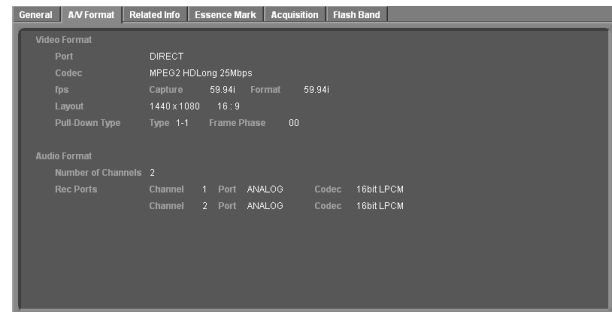 General A/V Format Related Info Essence Mark Acquisition Flash Band
Video Format
Port DIRECT
Codec MPEG2 HDLong 25Mbps
fps Capture 59.94i Format 59.94i
Layout 1440 x 1080 16 : 9
Pull-Down Type Type 1-1 Frame Phase 00
Audio Format
Number of Channels 2
Rec Ports Channel 1 Port ANALOG Codec 16bit LPCM
Channel 2 Port ANALOG Codec 16bit LPCM